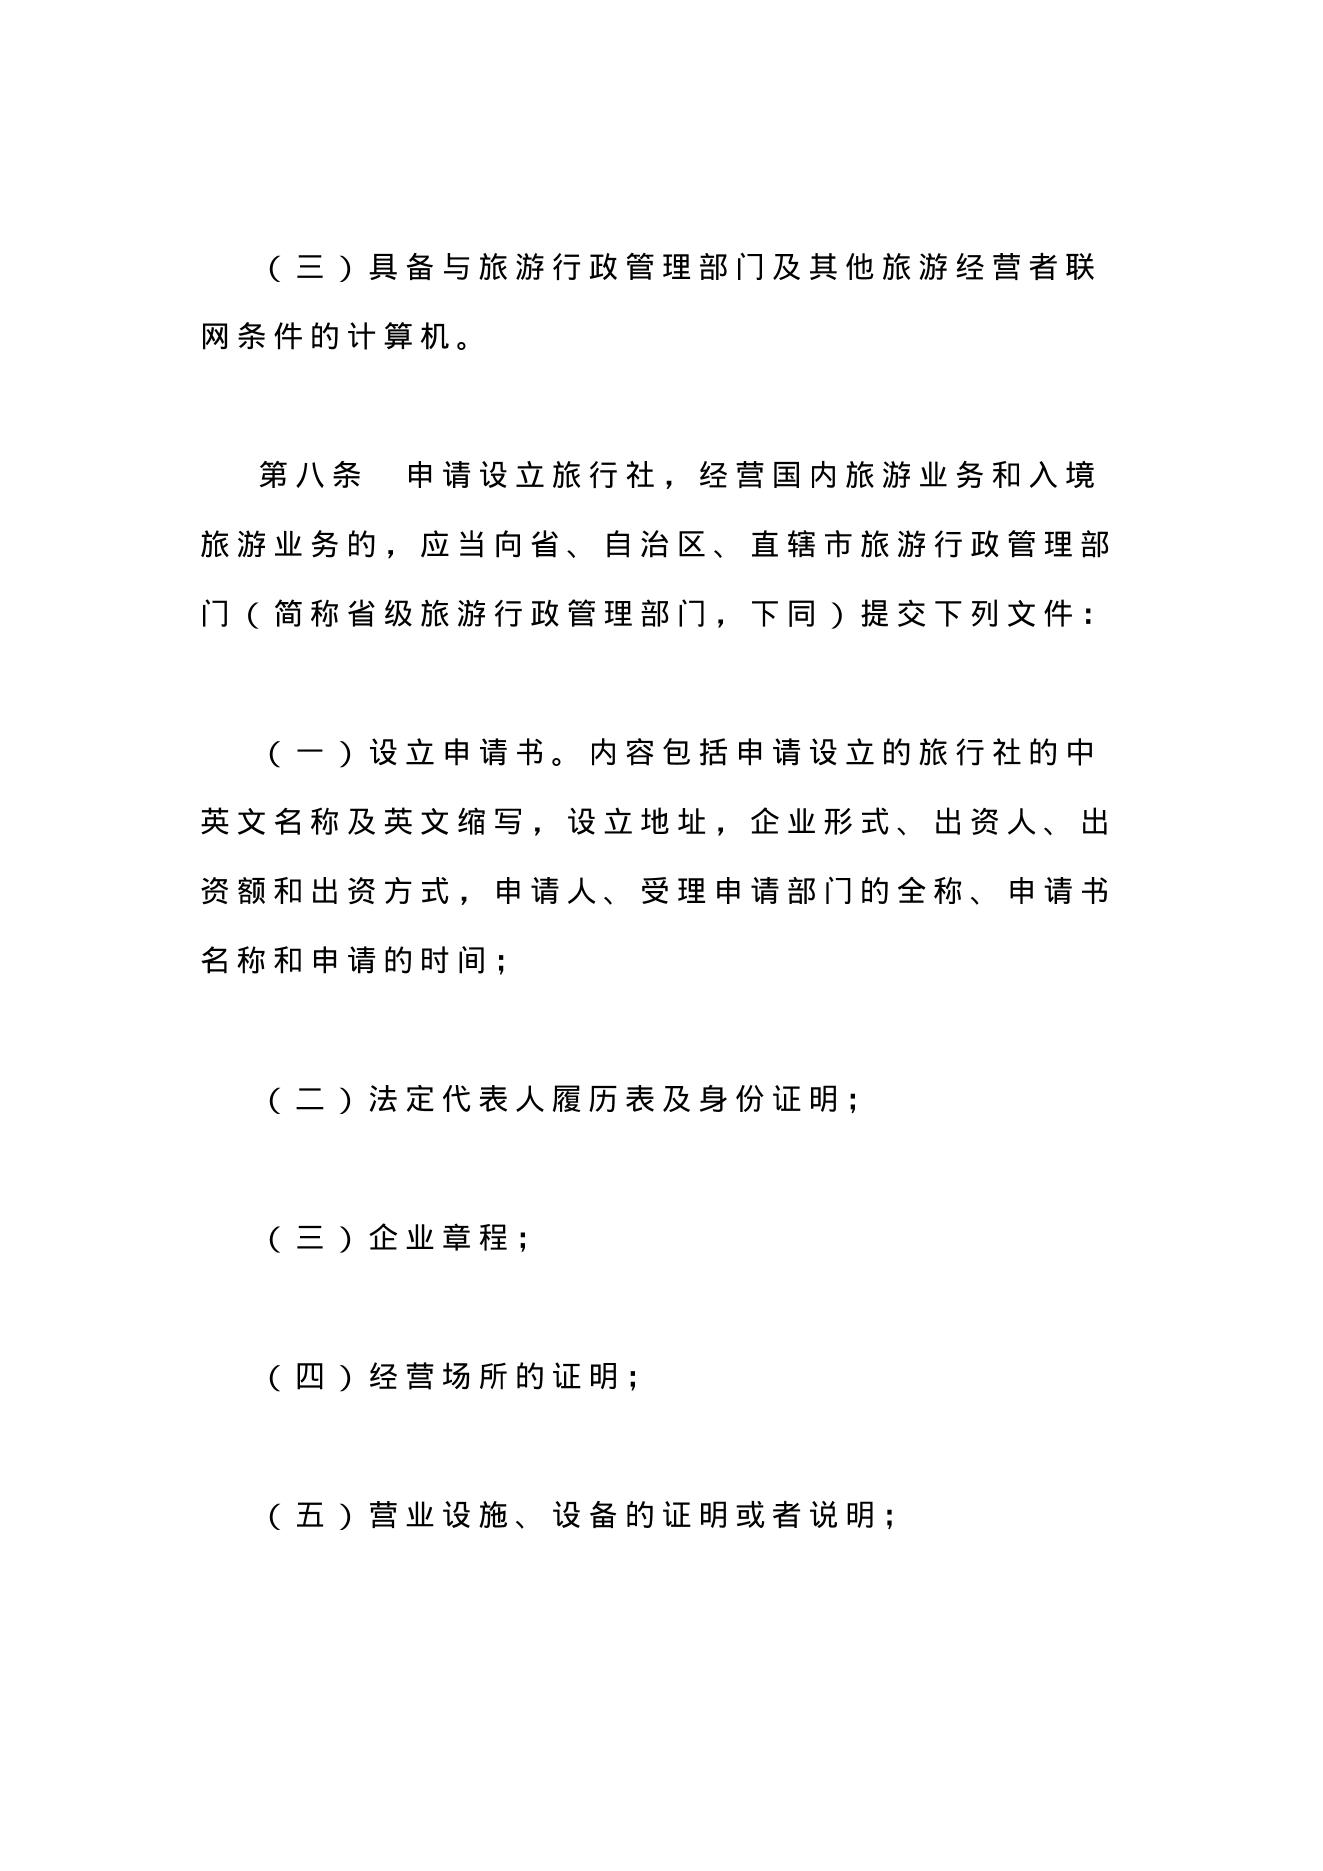 （三）具备与旅游行政管理部门及其他旅游经营者联
网条件的计算机。
第八条　申请设立旅行社，经营国内旅游业务和入境
旅游业务的，应当向省、自治区、直辖市旅游行政管理部
门（简称省级旅游行政管理部门，下同）提交下列文件：
（一）设立申请书。内容包括申请设立的旅行社的中
英文名称及英文缩写，设立地址，企业形式、出资人、出
资额和出资方式，申请人、受理申请部门的全称、申请书
名称和申请的时间；
（二）法定代表人履历表及身份证明；
（三）企业章程；
（四）经营场所的证明；
（五）营业设施、设备的证明或者说明；